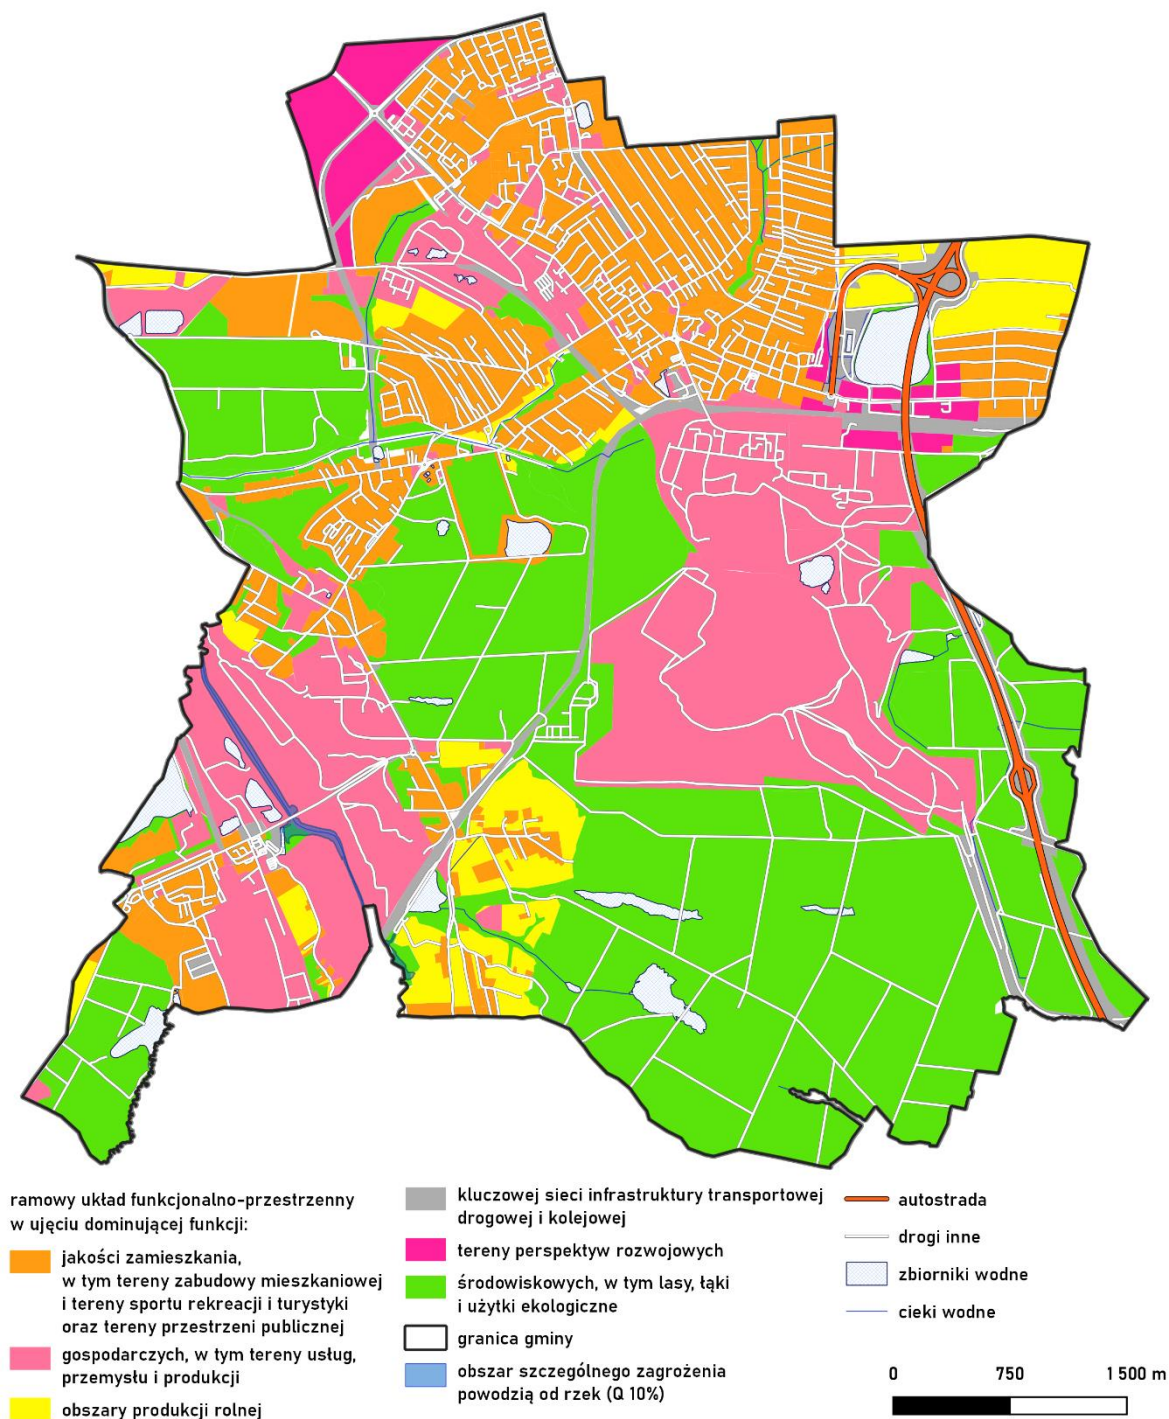 ramowy układ funkcjonalno-przestrzenny
w ujęciu dominującej funkcji:
jakości zamieszkania,
w tym tereny zabudowy mieszkaniowej
i tereny sportu rekreacji i turystyki
oraz tereny przestrzeni publicznej
gospodarczych, w tym tereny usług,
przemysłu i produkcji
obszary produkcji rolnej
kluczowej sieci infrastruktury transportowej
drogowej i kolejowej
tereny perspektyw rozwojowych
środowiskowych, w tym lasy, łąki
i użytki ekologiczne
granica gminy
obszar szczególnego zagrożenia
powodzią od rzek (Q 10%)
autostrada
drogi inne
zbiorniki wodne
cieki wodne
0 750 1 500 m